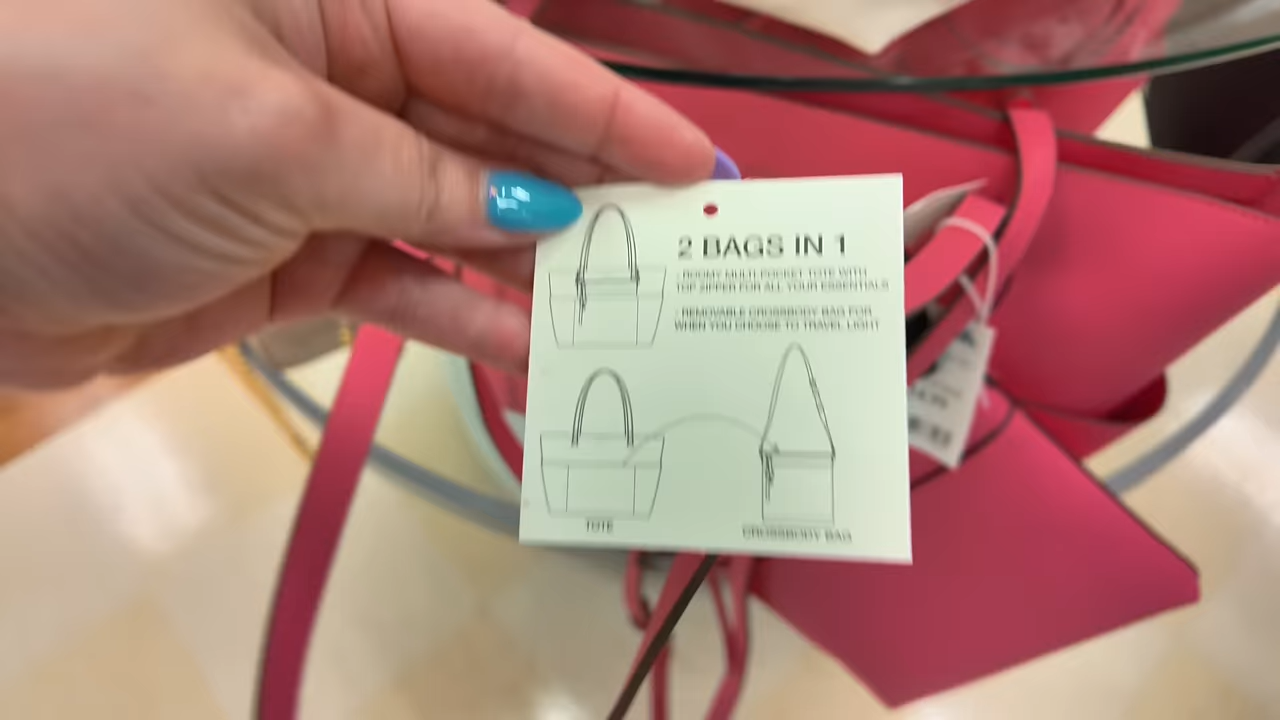 2 BAGS IN 1
- ROOMY MULTI POCKET TOTE WITH
TOP ZIPPER FOR ALL YOUR ESSENTIALS
- REMOVABLE CROSSBODY BAG FOR
WHEN YOU CHOOSE TO TRAVEL LIGHT
TOTE
CROSSBODY BAG